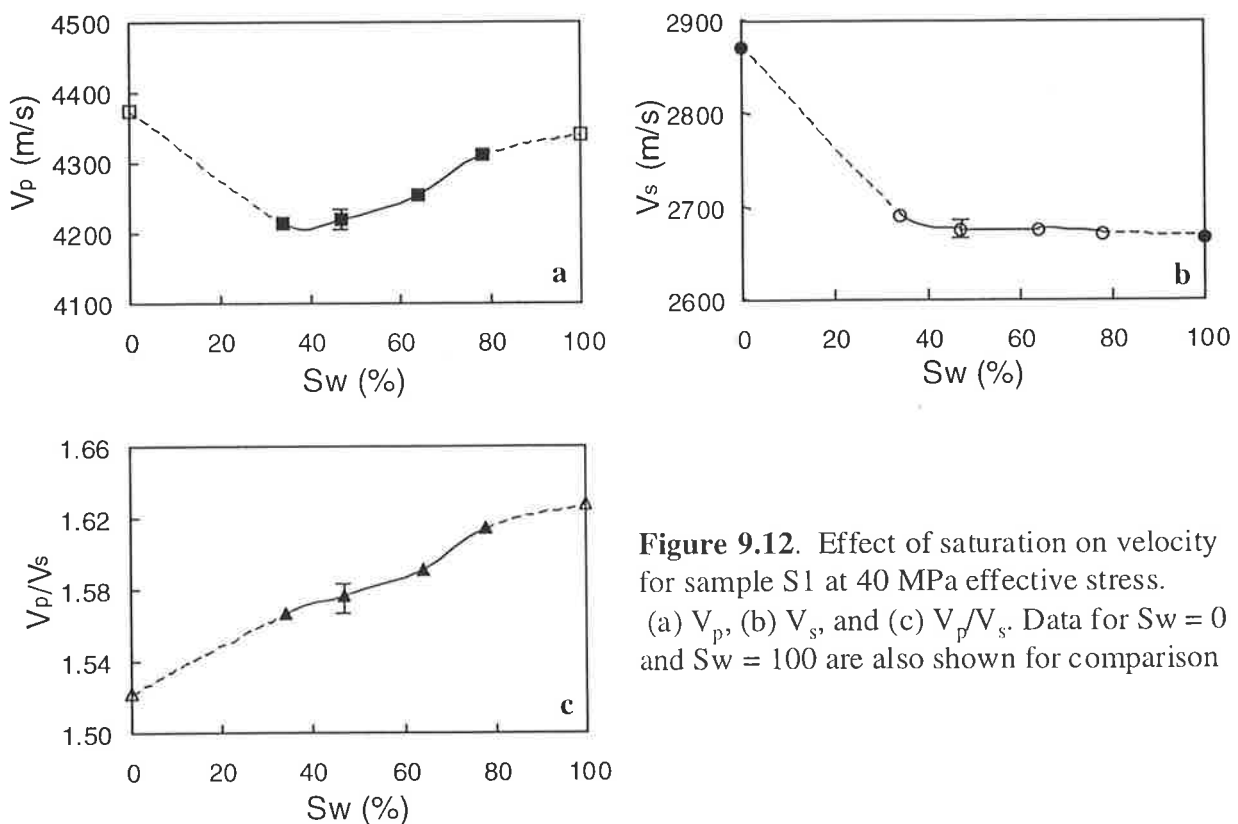 4500
4400
4300
4200
4100
Vp (m/s)
0 20 40 60 80 100
Sw (%)
a
2900
2800
2700
2600
Vs (m/s)
0 20 40 60 80 100
Sw (%)
b
1.66
1.62
1.58
1.54
1.50
Vp/Vs
0 20 40 60 80 100
Sw (%)
c
Figure 9.12. Effect of saturation on velocity
for sample S1 at 40 MPa effective stress.
(a) Vp, (b) Vs, and (c) Vp/Vs. Data for Sw = 0
and Sw = 100 are also shown for comparison